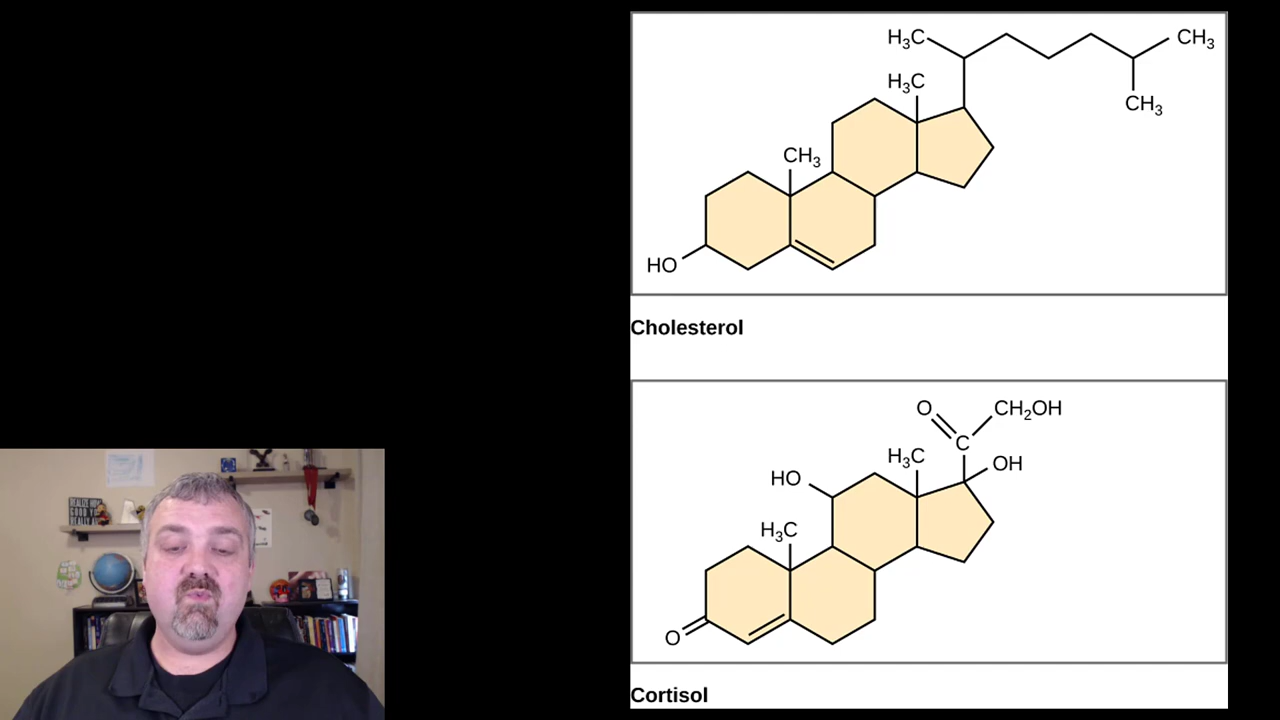 H₃C
CH₃
H₃C
CH₃
CH₃
HO
Cholesterol
O
CH₂OH
C
H₃C
OH
HO
H₃C
O
Cortisol